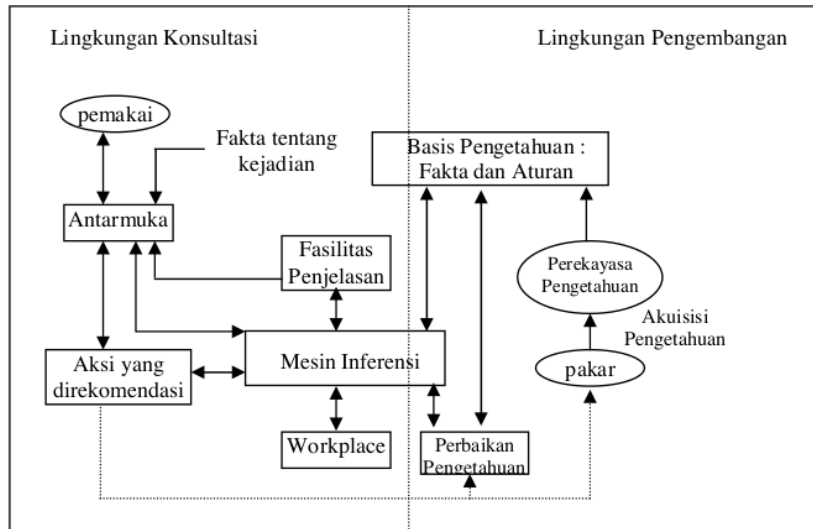 Lingkungan Konsultasi
Lingkungan Pengembangan
pemakai
Fakta tentang
kejadian
Basis Pengetahuan :
Fakta dan Aturan
Antarmuka
Fasilitas
Penjelasan
Perekayasa
Pengetahuan
Akuisisi
Pengetahuan
Aksi yang
direkomendasi
Mesin Inferensi
pakar
Workplace
Perbaikan
Pengetahuan